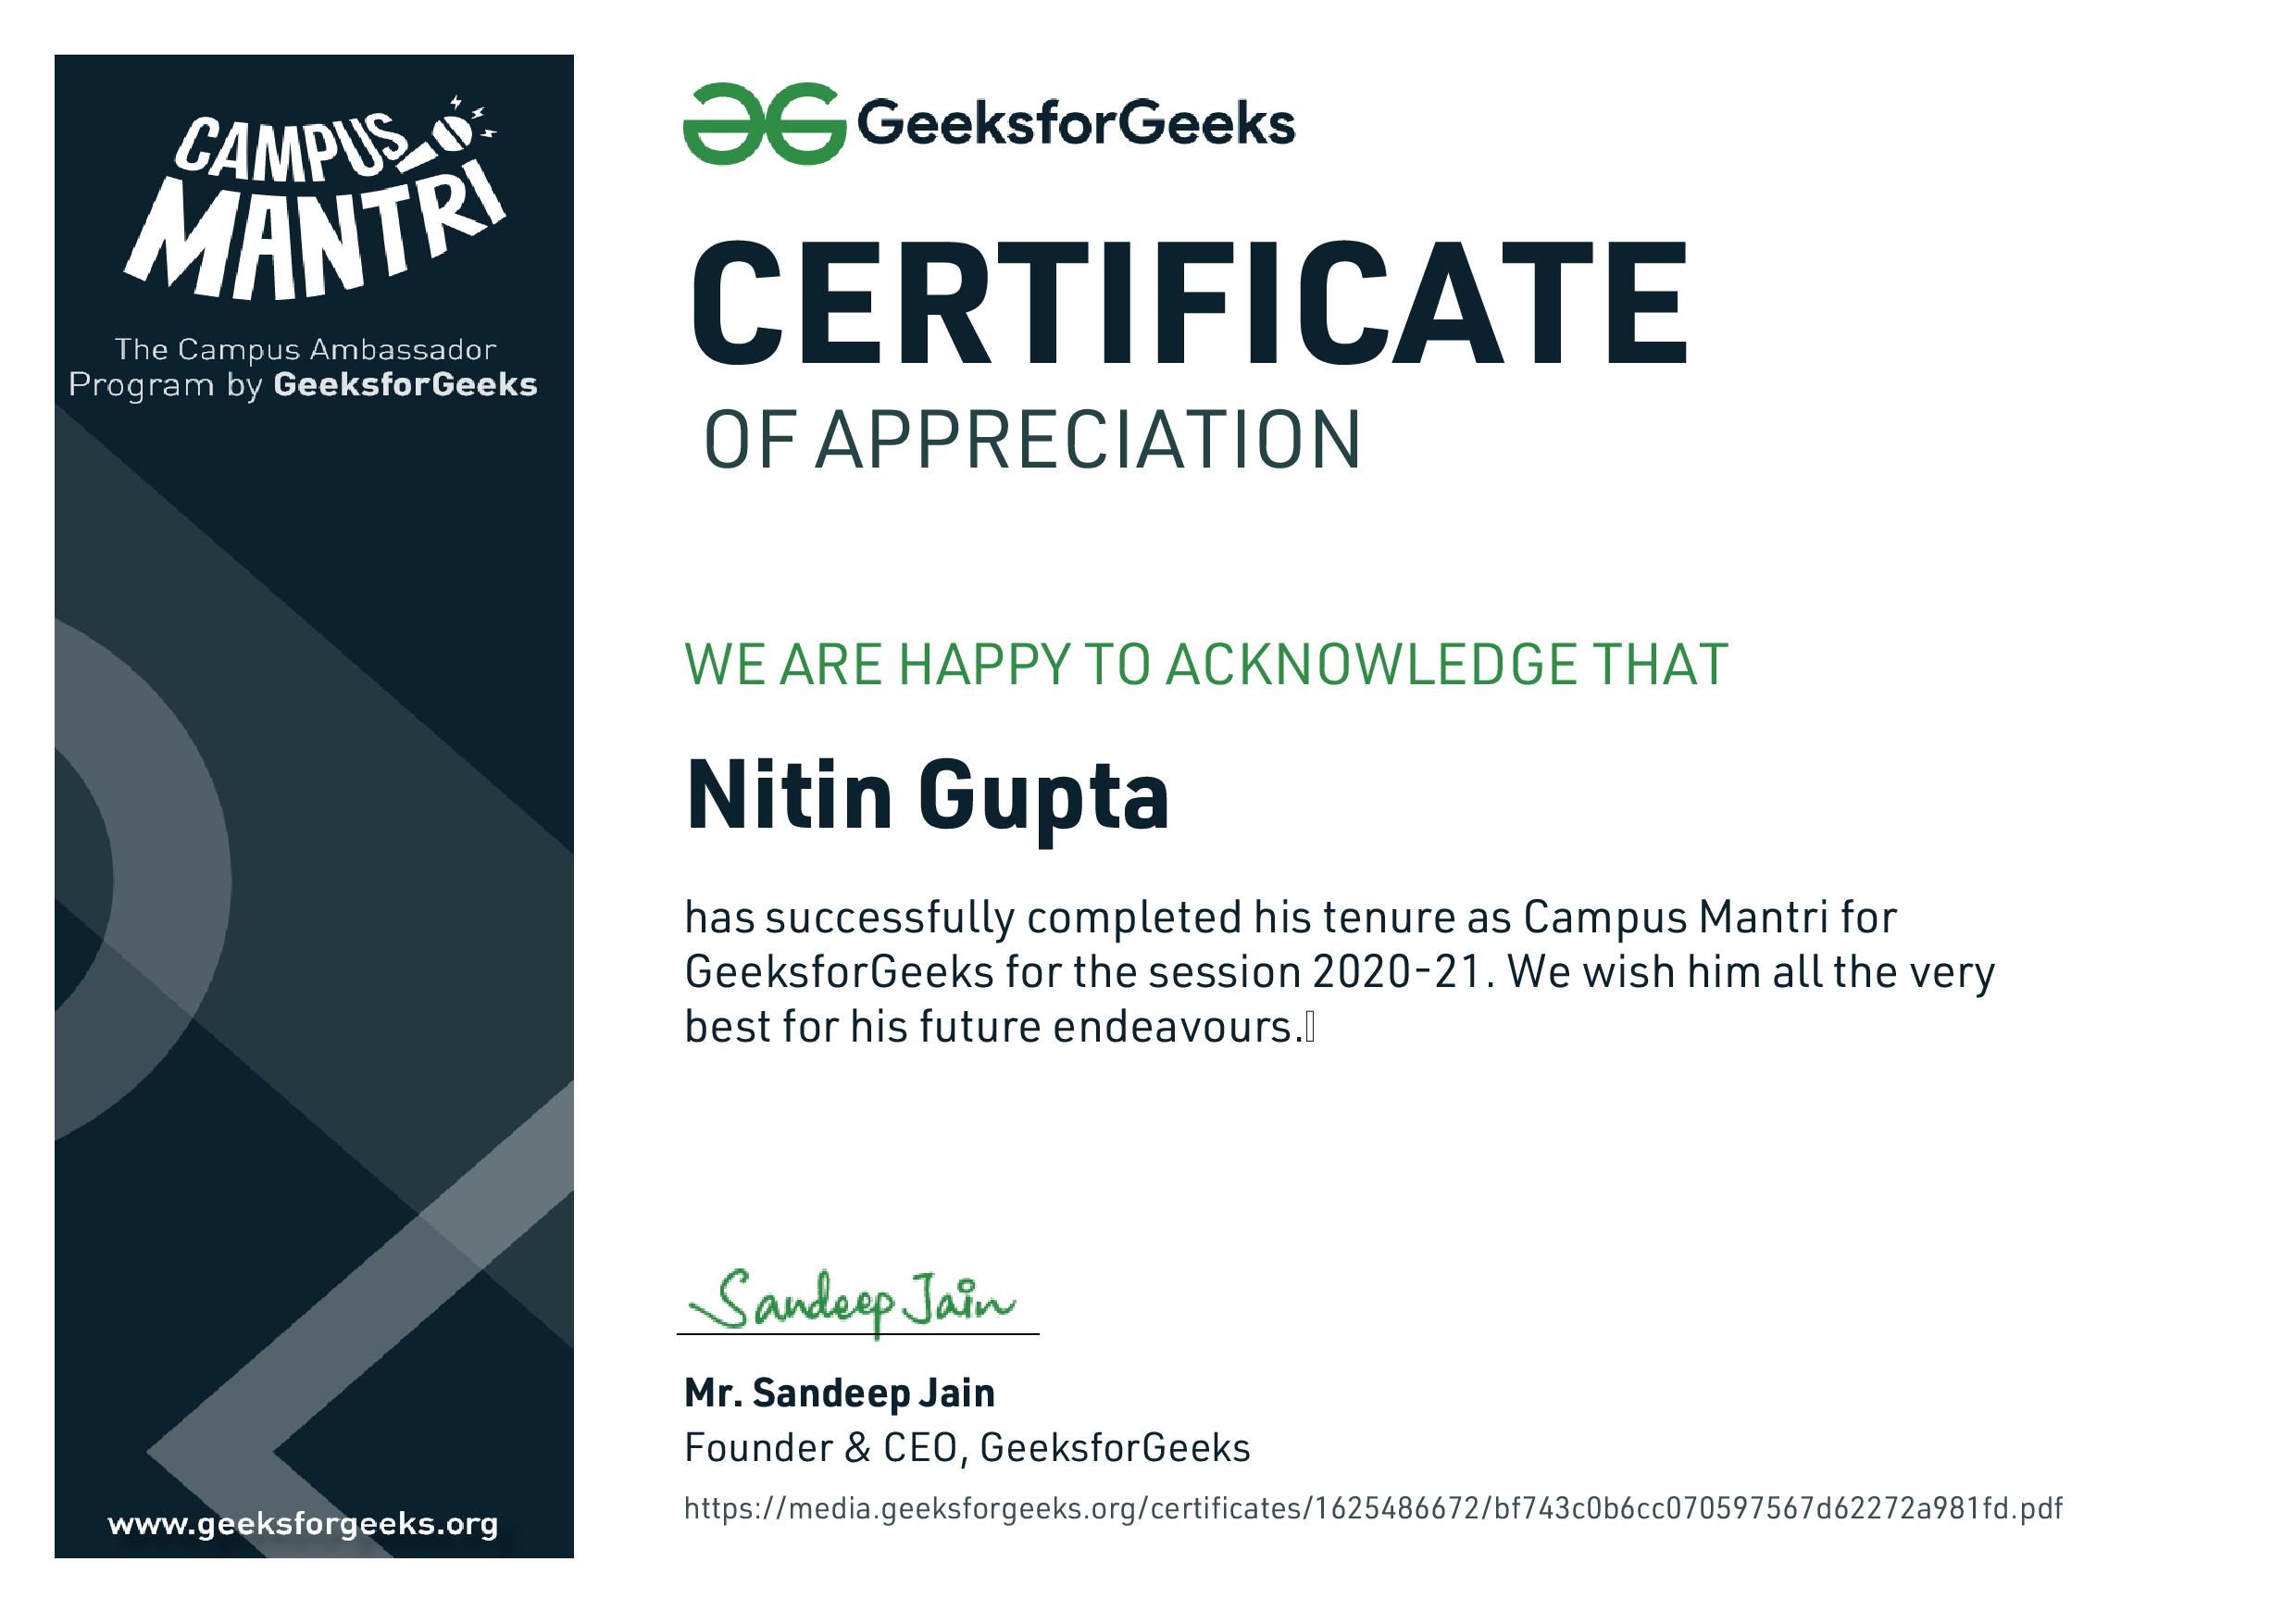 CAMPUS
MANTRI
The Campus Ambassador
Program by GeeksforGeeks
www.geeksforgeeks.org
GeeksforGeeks
CERTIFICATE
OF APPRECIATION
WE ARE HAPPY TO ACKNOWLEDGE THAT
Nitin Gupta
has successfully completed his tenure as Campus Mantri for
GeeksforGeeks for the session 2020-21. We wish him all the very
best for his future endeavours.
Sandeep Jain
Mr. Sandeep Jain
Founder & CEO, GeeksforGeeks
https://media.geeksforgeeks.org/certificates/1625486672/bf743c0b6cc070597567d62272a981fd.pdf